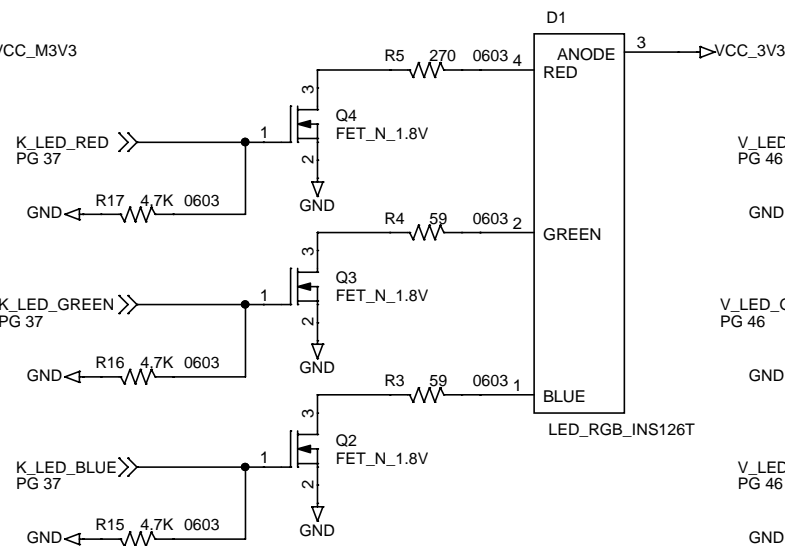 D1
VCC_M3V3
R5 270 0603 4
ANODE
3
VCC_3V3
RED
3
Q4
FET_N_1.8V
K_LED_RED
PG 37
1
2
GND
V_LED
PG 46
R17 4.7K 0603
GND
GND
R4 59 0603 2
GREEN
3
Q3
FET_N_1.8V
K_LED_GREEN
PG 37
1
2
GND
V_LED_G
PG 46
R16 4.7K 0603
GND
GND
R3 59 0603 1
BLUE
3
LED_RGB_INS126T
Q2
FET_N_1.8V
K_LED_BLUE
PG 37
1
2
GND
V_LED
PG 46
R15 4.7K 0603
GND
GND